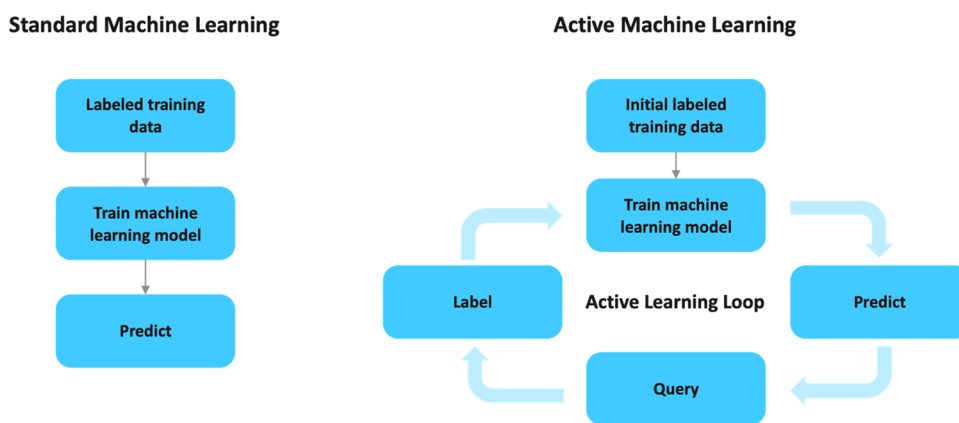 Standard Machine Learning
Labeled training
data
Train machine
learning model
Predict
Active Machine Learning
Initial labeled
training data
Train machine
learning model
Label
Active Learning Loop
Predict
Query